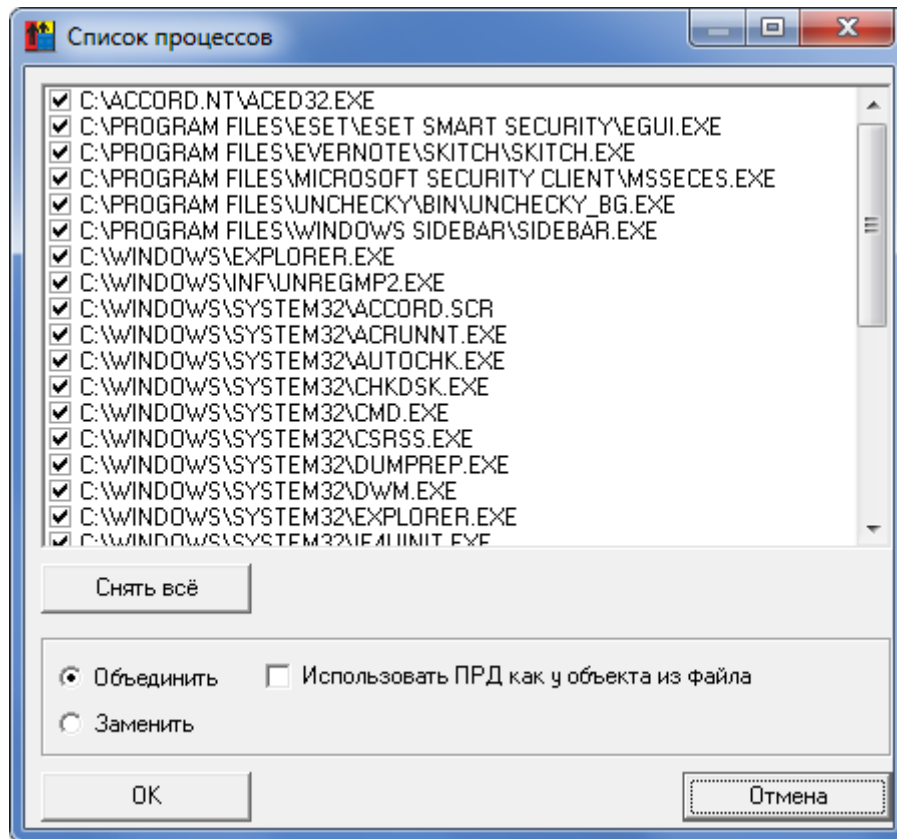 Список процессов
C:\ACCORD.NT\ACED32.EXE
C:\PROGRAM FILES\ESET\ESET SMART SECURITY\EGUI.EXE
C:\PROGRAM FILES\EVERNOTE\SKITCH\SKITCH.EXE
C:\PROGRAM FILES\MICROSOFT SECURITY CLIENT\MSSECES.EXE
C:\PROGRAM FILES\UNCHECKY\BIN\UNCHECKY_BG.EXE
C:\PROGRAM FILES\WINDOWS SIDEBAR\SIDEBAR.EXE
C:\WINDOWS\EXPLORER.EXE
C:\WINDOWS\INF\UNREGMP2.EXE
C:\WINDOWS\SYSTEM32\ACCORD.SCR
C:\WINDOWS\SYSTEM32\ACRUNNT.EXE
C:\WINDOWS\SYSTEM32\AUTOCHK.EXE
C:\WINDOWS\SYSTEM32\CHKDSK.EXE
C:\WINDOWS\SYSTEM32\CMD.EXE
C:\WINDOWS\SYSTEM32\CSRSS.EXE
C:\WINDOWS\SYSTEM32\DUMPREP.EXE
C:\WINDOWS\SYSTEM32\DWM.EXE
C:\WINDOWS\SYSTEM32\EXPLORER.EXE
C:\WINDOWS\SYSTEM32\IE4UINIT.EXE
Снять всё
Объединить Использовать ПРД как у объекта из файла
Заменить
OK Отмена